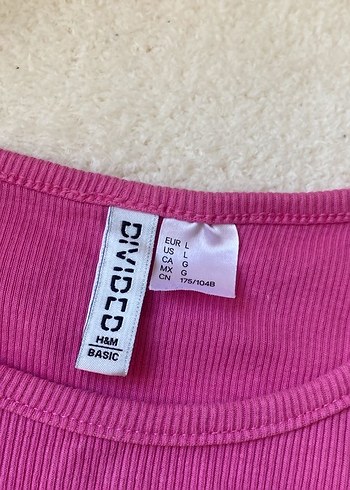 DIVIDED
H&M
BASIC
EUR L
US L
CA G
MX G
CN 175/104B